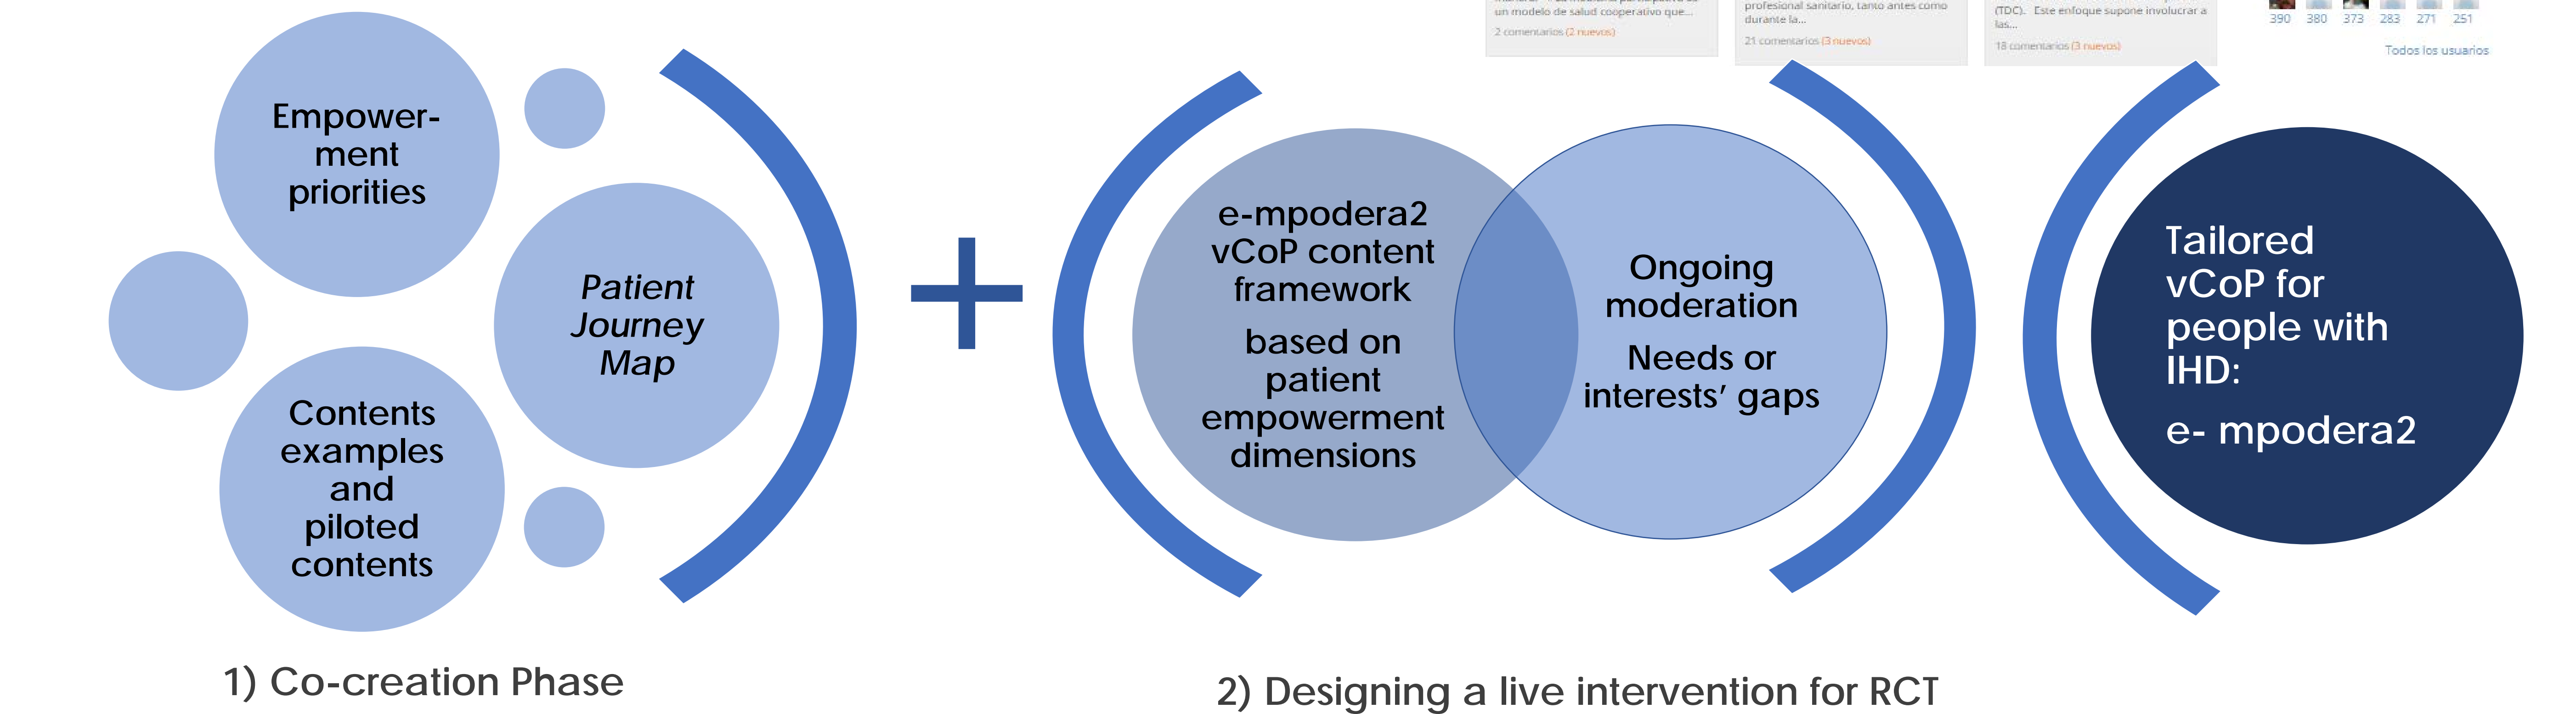 un modelo de salud cooperativo que...
2 comentarios (2 nuevos)
profesional sanitario, tanto antes como
durante la...
21 comentarios (3 nuevos)
(TDC). Este enfoque supone involucrar a
las...
18 comentarios (3 nuevos)
390 380 373 283 271 251
Todos los usuarios
Empower-
ment
priorities
Patient
Journey
Map
Contents
examples
and
piloted
contents
e-mpodera2
vCoP content
framework
based on
patient
empowerment
dimensions
Ongoing
moderation
Needs or
interests’ gaps
Tailored
vCoP for
people with
IHD:
e- mpodera2
1) Co-creation Phase
2) Designing a live intervention for RCT